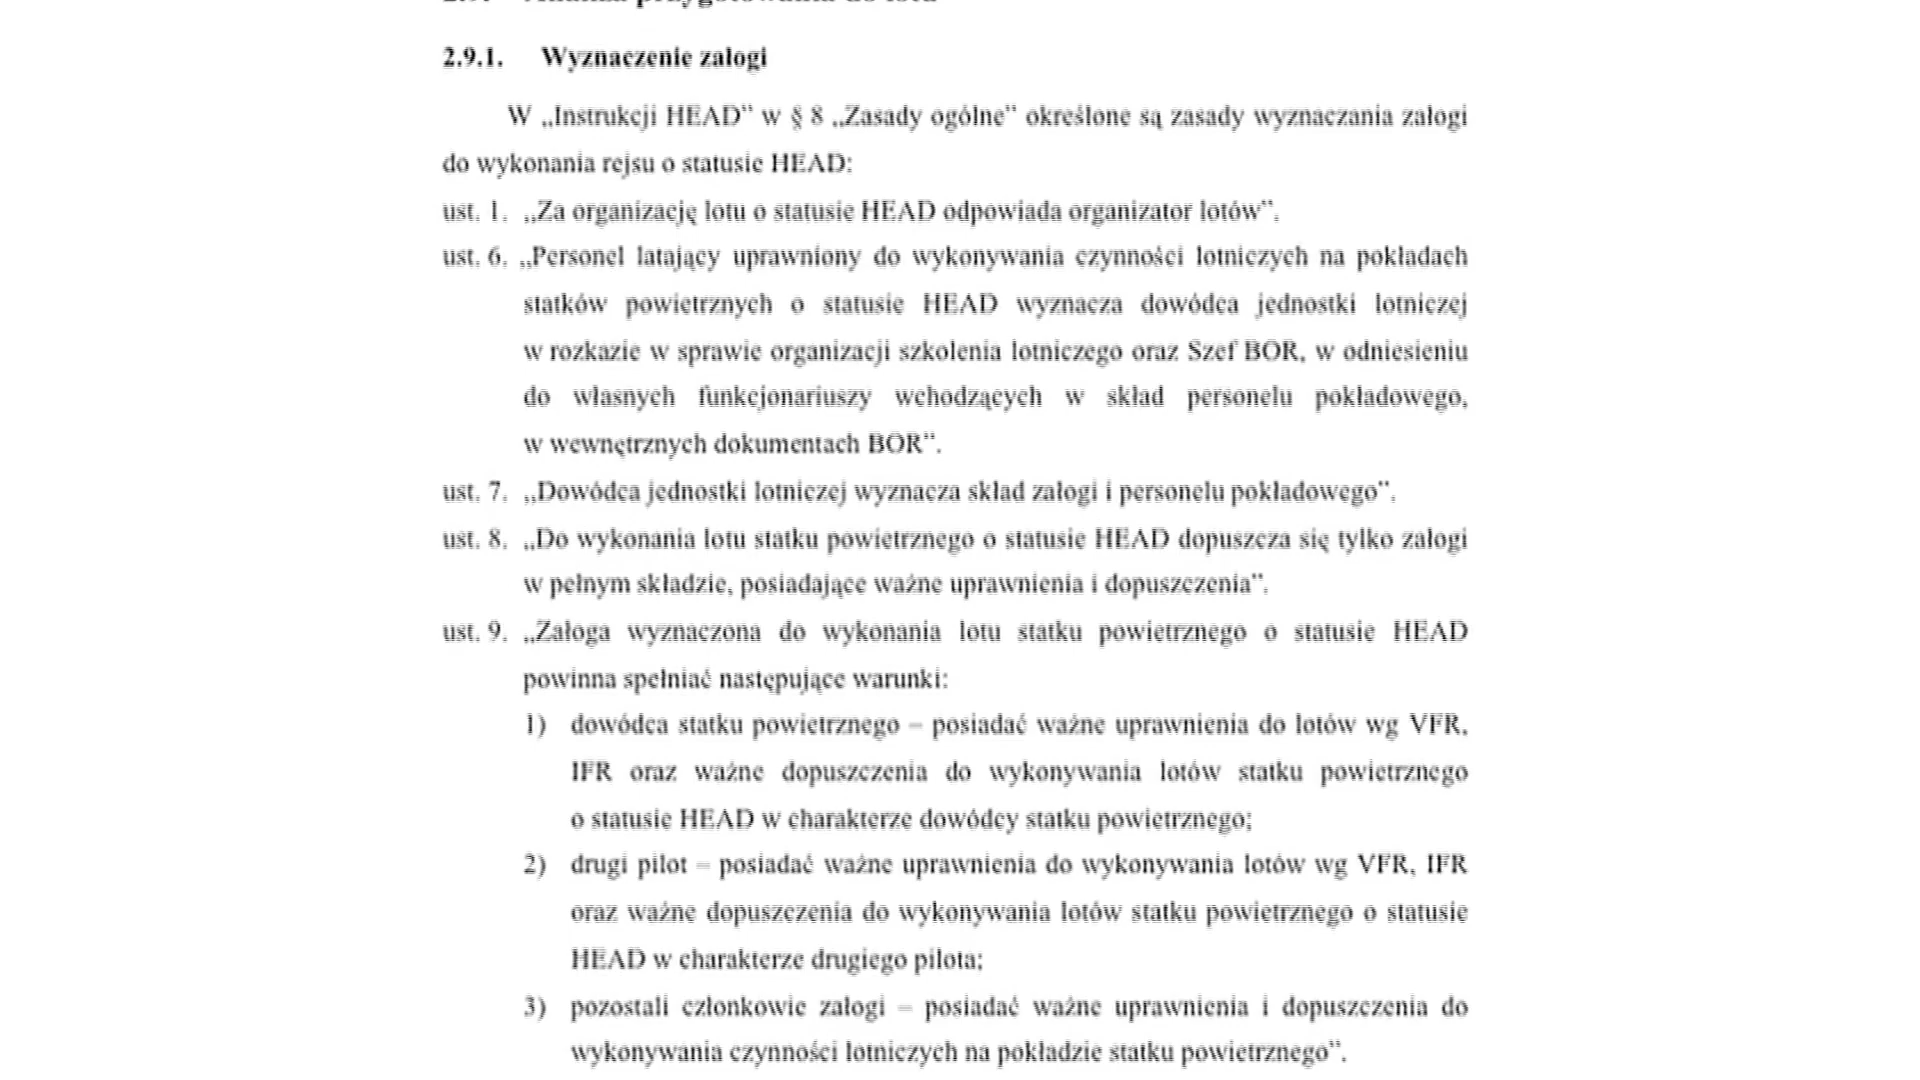 2.9.1. Wyznaczenie załogi
W „Instrukcji HEAD” w § 8 „Zasady ogólne” określone są zasady wyznaczania załogi
do wykonania rejsu o statusie HEAD:
ust. 1. „Za organizację lotu o statusie HEAD odpowiada organizator lotów”.
ust. 6. „Personel latający uprawniony do wykonywania czynności lotniczych na pokładach
statków powietrznych o statusie HEAD wyznacza dowódca jednostki lotniczej
w rozkazie w sprawie organizacji szkolenia lotniczego oraz Szef BOR, w odniesieniu
do własnych funkcjonariuszy wchodzących w skład personelu pokładowego,
w wewnętrznych dokumentach BOR”.
ust. 7. „Dowódca jednostki lotniczej wyznacza skład załogi i personelu pokładowego”.
ust. 8. „Do wykonania lotu statku powietrznego o statusie HEAD dopuszcza się tylko załogi
w pełnym składzie, posiadające ważne uprawnienia i dopuszczenia”.
ust. 9. „Załoga wyznaczona do wykonania lotu statku powietrznego o statusie HEAD
powinna spełniać następujące warunki:
1) dowódca statku powietrznego – posiadać ważne uprawnienia do lotów wg VFR,
IFR oraz ważne dopuszczenia do wykonywania lotów statku powietrznego
o statusie HEAD w charakterze dowódcy statku powietrznego;
2) drugi pilot – posiadać ważne uprawnienia do wykonywania lotów wg VFR, IFR
oraz ważne dopuszczenia do wykonywania lotów statku powietrznego o statusie
HEAD w charakterze drugiego pilota;
3) pozostali członkowie załogi – posiadać ważne uprawnienia i dopuszczenia do
wykonywania czynności lotniczych na pokładzie statku powietrznego”.